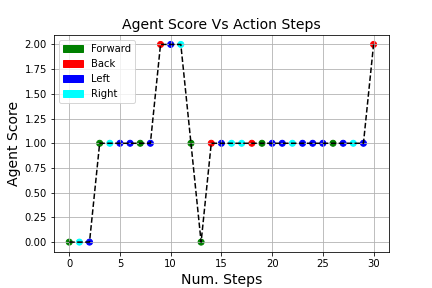 Agent Score Vs Action Steps
2.00
1.75
1.50
1.25
1.00
0.75
0.50
0.25
0.00
Agent Score
Forward
Back
Left
Right
0 5 10 15 20 25 30
Num. Steps